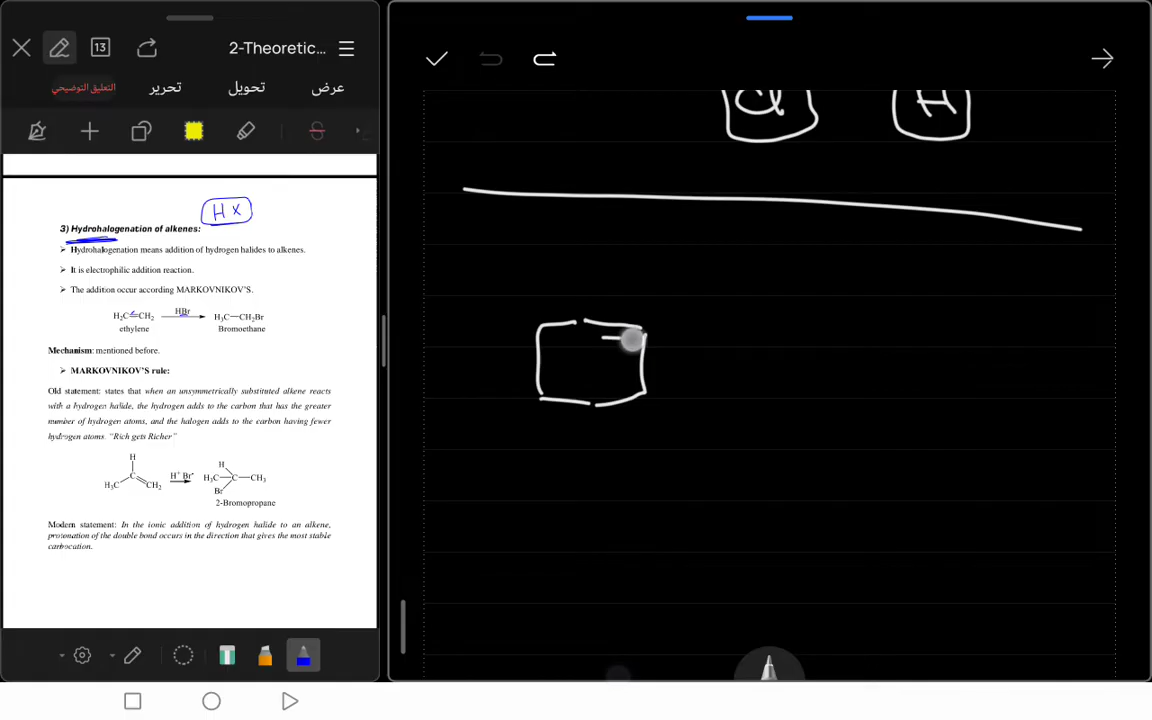 2-Theoretic...
13
عرض
تحويل
تحرير
التعليق التوضيحي
H X
3) Hydrohalogenation of alkenes:
Hydrohalogenation means addition of hydrogen halides to alkenes.
It is electrophilic addition reaction.
The addition occur according MARKOVNIKOV'S.
H₂C=CH₂ HBr H₃C—CH₂Br
ethylene Bromoethane
Mechanism: mentioned before.
MARKOVNIKOV'S rule:
Old statement: states that when an unsymmetrically substituted alkene reacts
with a hydrogen halide, the hydrogen adds to the carbon that has the greater
number of hydrogen atoms, and the halogen adds to the carbon having fewer
hydrogen atoms. "Rich gets Richer"
H
H₃C C CH₂ H⁺ Br⁻ H H₃C—C—CH₃
Br
2-Bromopropane
Modern statement: In the ionic addition of hydrogen halide to an alkene,
protonation of the double bond occurs in the direction that gives the most stable
carbocation.
Cl H